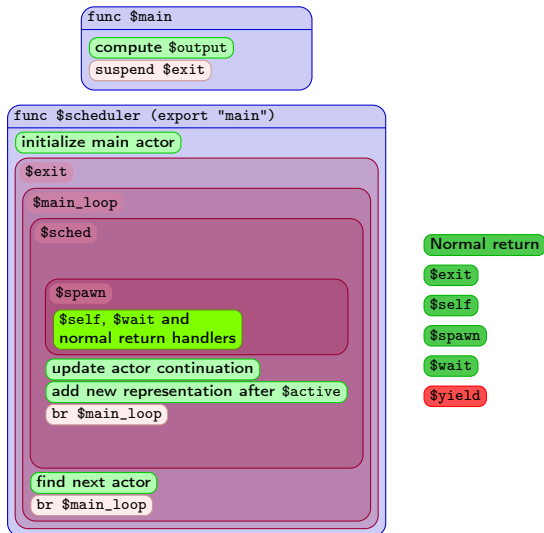 func $main
compute $output
suspend $exit
func $scheduler (export "main")
initialize main actor
$exit
$main_loop
$sched
$spawn
$self, $wait and
normal return handlers
update actor continuation
add new representation after $active
br $main_loop
find next actor
br $main_loop
Normal return
$exit
$self
$spawn
$wait
$yield